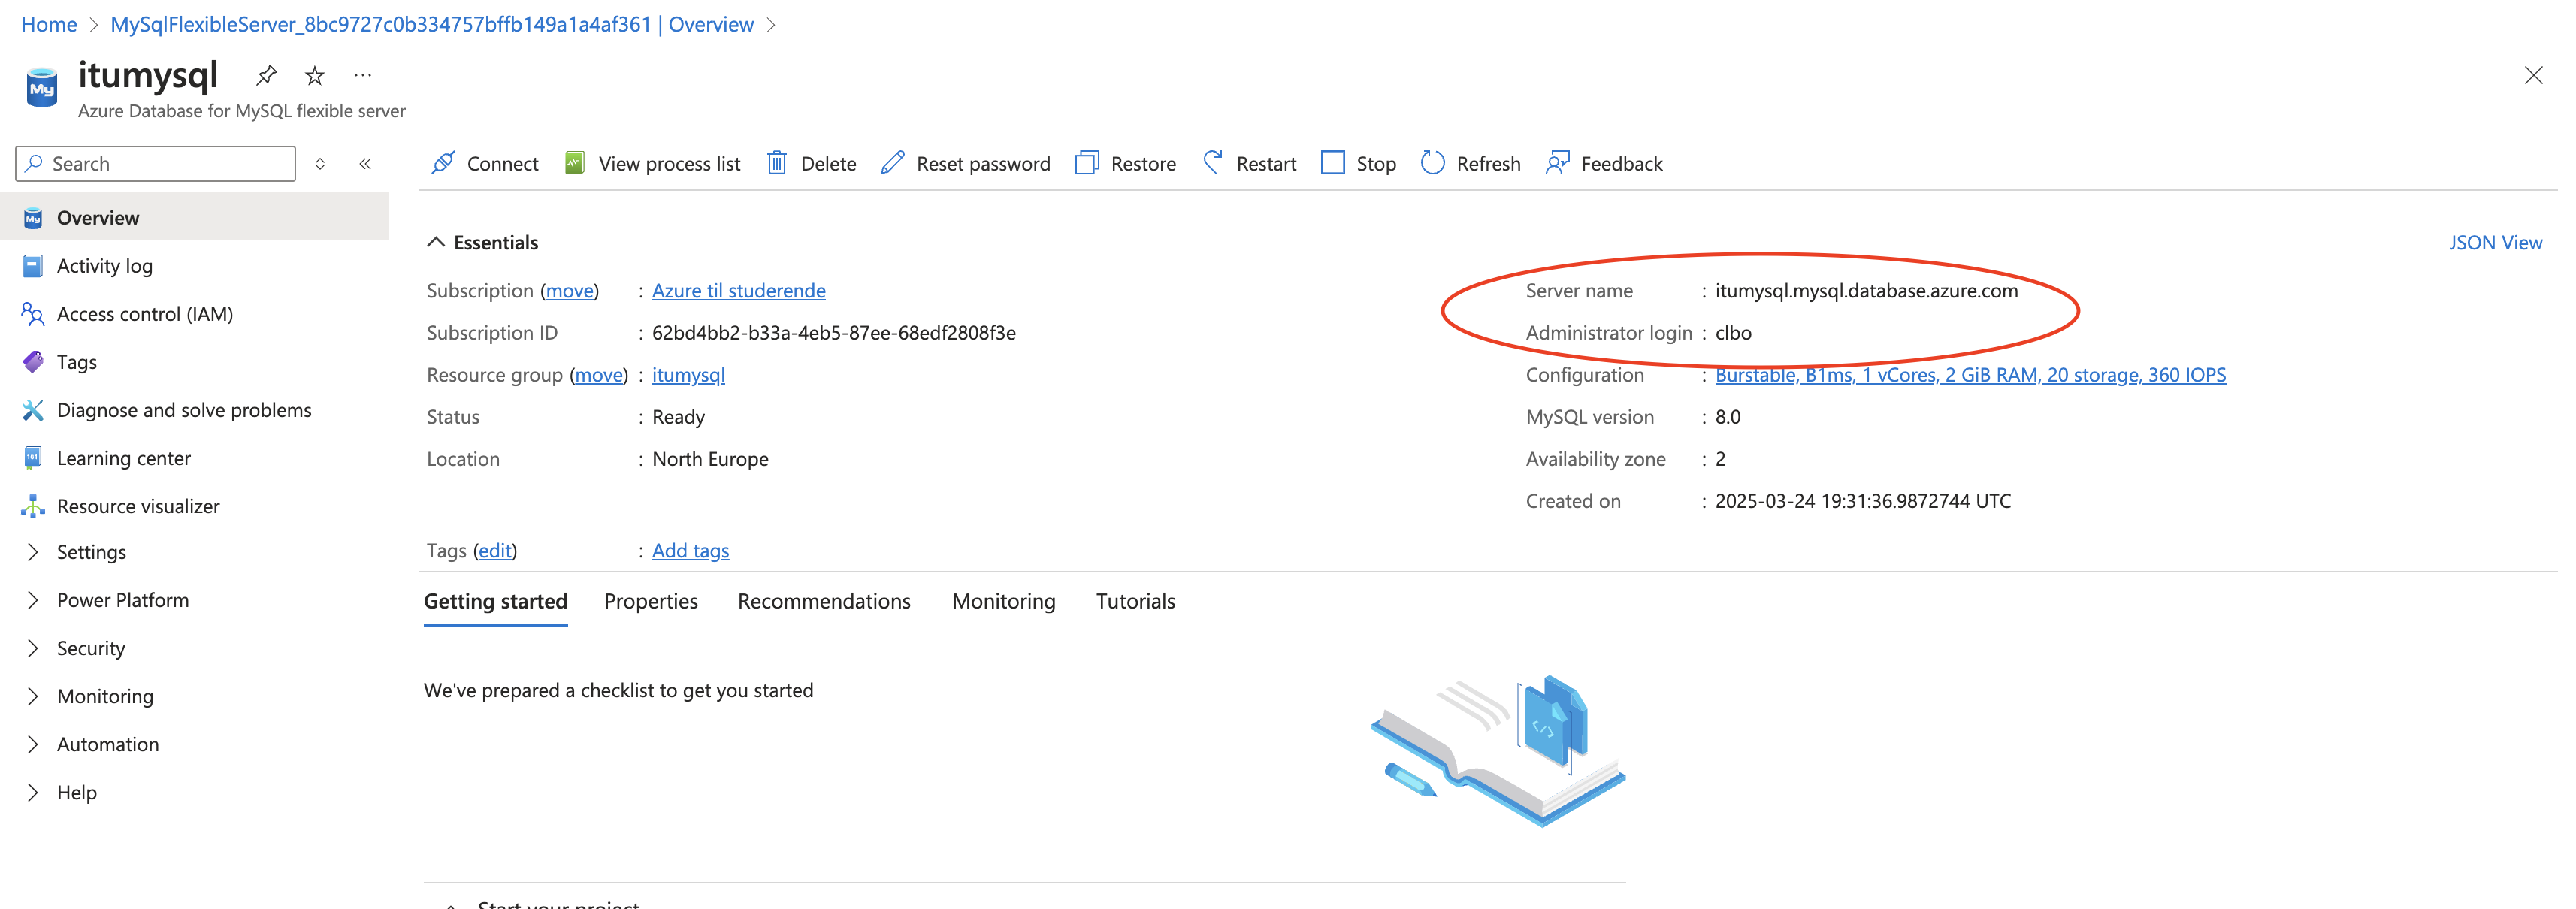 Home > MySqlFlexibleServer_8bc9727c0b334757bffb149a1a4af361 | Overview >
itumysql ...
My
Azure Database for MySQL flexible server
Search
Connect View process list Delete Reset password Restore Restart Stop Refresh Feedback
Overview
Activity log
Access control (IAM)
Tags
Diagnose and solve problems
Learning center
Resource visualizer
Settings
Power Platform
Security
Monitoring
Automation
Help
Essentials
JSON View
Subscription (move) : Azure til studerende
Subscription ID : 62bd4bb2-b33a-4eb5-87ee-68edf2808f3e
Resource group (move) : itumysql
Status : Ready
Location : North Europe
Server name : itumysql.mysql.database.azure.com
Administrator login : clbo
Configuration : Burstable, B1ms, 1 vCores, 2 GiB RAM, 20 storage, 360 IOPS
MySQL version : 8.0
Availability zone : 2
Created on : 2025-03-24 19:31:36.9872744 UTC
Tags (edit) : Add tags
Getting started Properties Recommendations Monitoring Tutorials
We've prepared a checklist to get you started
</>
Start your project